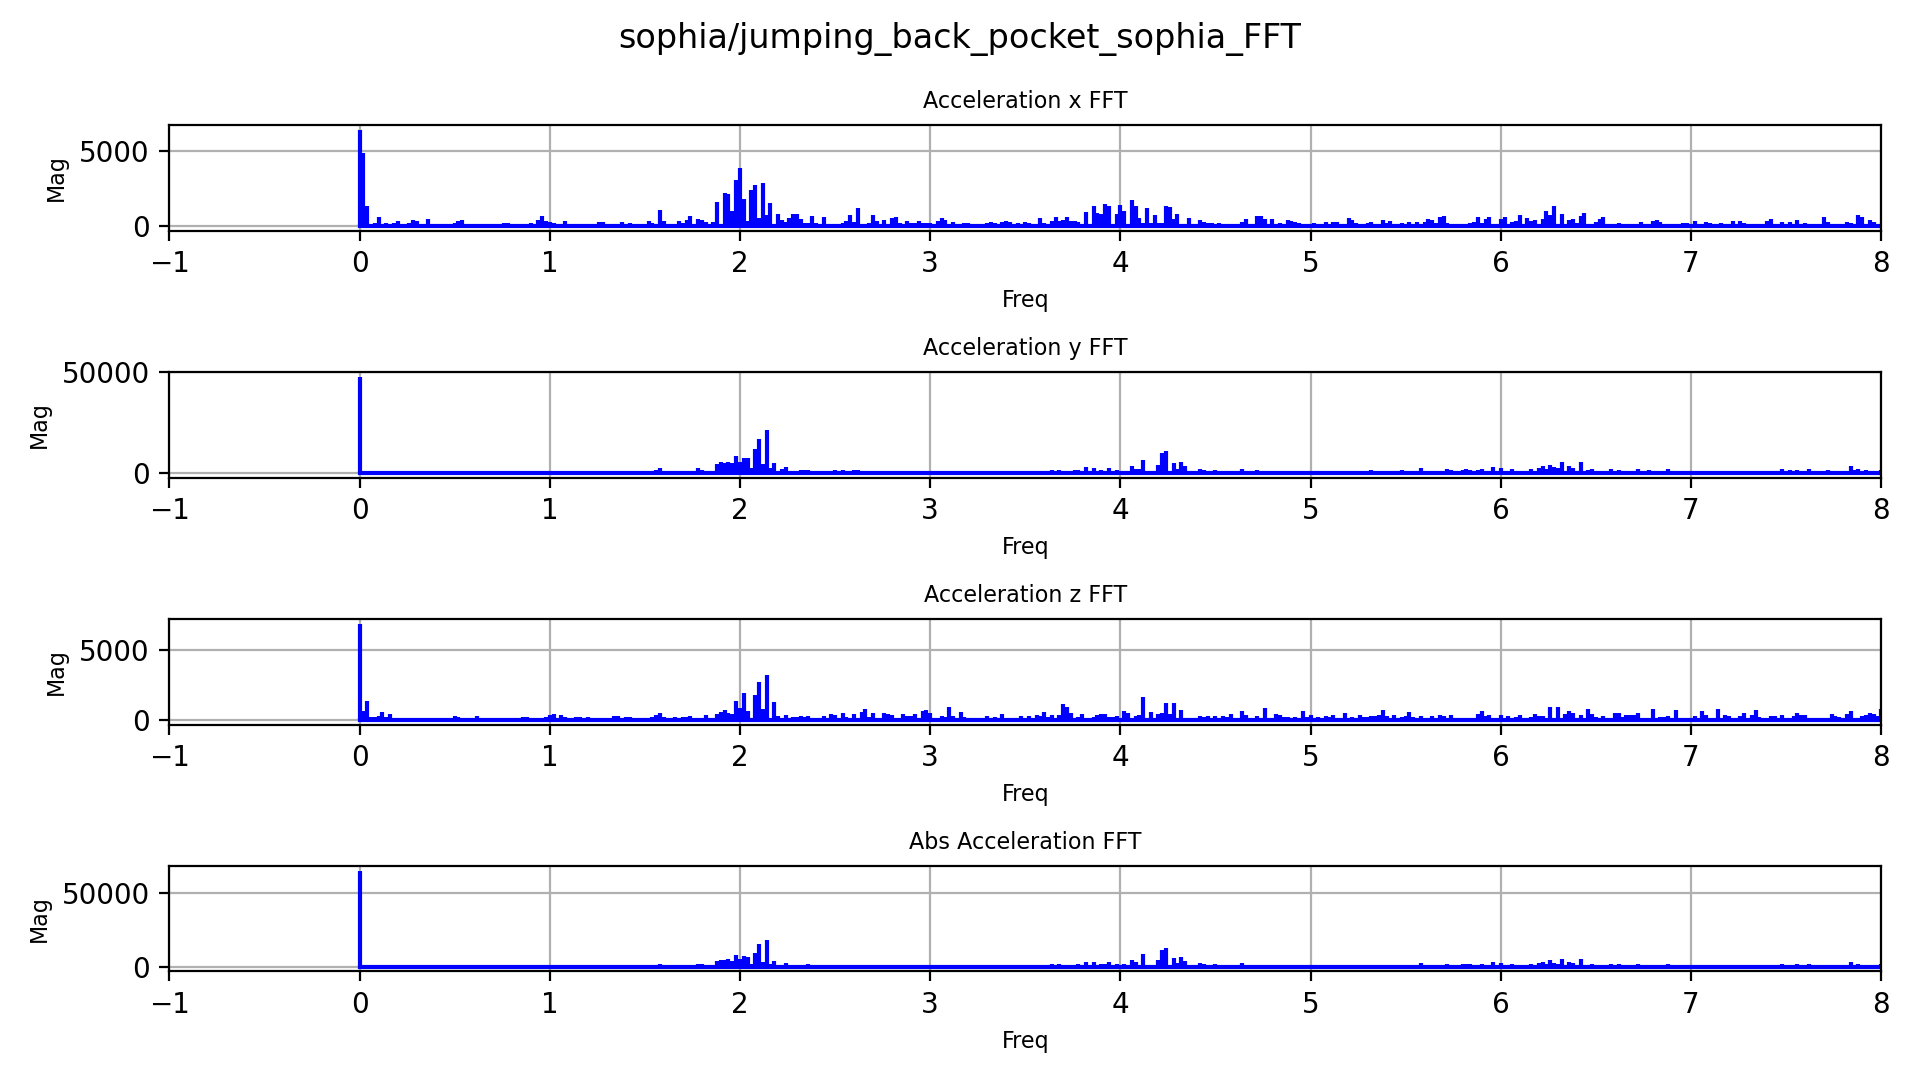 sophia/jumping_back_pocket_sophia_FFT
Acceleration x FFT
Mag
5000
0
−1 0 1 2 3 4 5 6 7 8
Freq
Acceleration y FFT
Mag
50000
0
−1 0 1 2 3 4 5 6 7 8
Freq
Acceleration z FFT
Mag
5000
0
−1 0 1 2 3 4 5 6 7 8
Freq
Abs Acceleration FFT
Mag
50000
0
−1 0 1 2 3 4 5 6 7 8
Freq